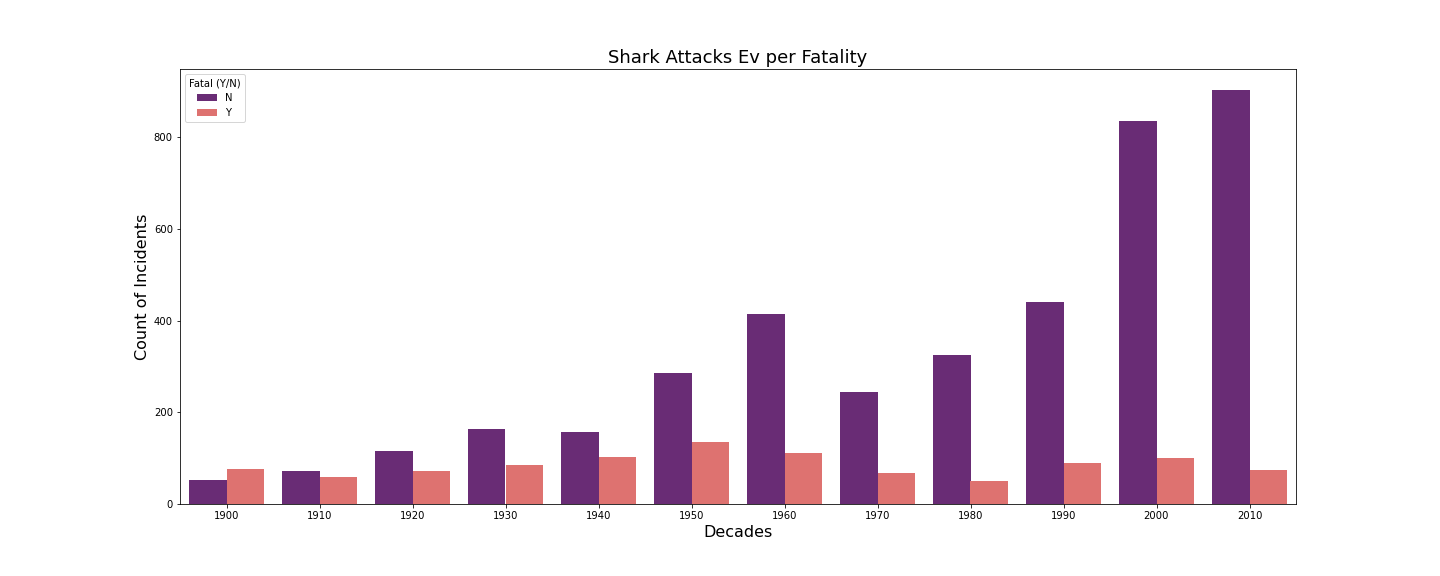 Shark Attacks Ev per Fatality
Fatal (Y/N)
N
Y
Count of Incidents
800
600
400
200
0
1900 1910 1920 1930 1940 1950 1960 1970 1980 1990 2000 2010
Decades